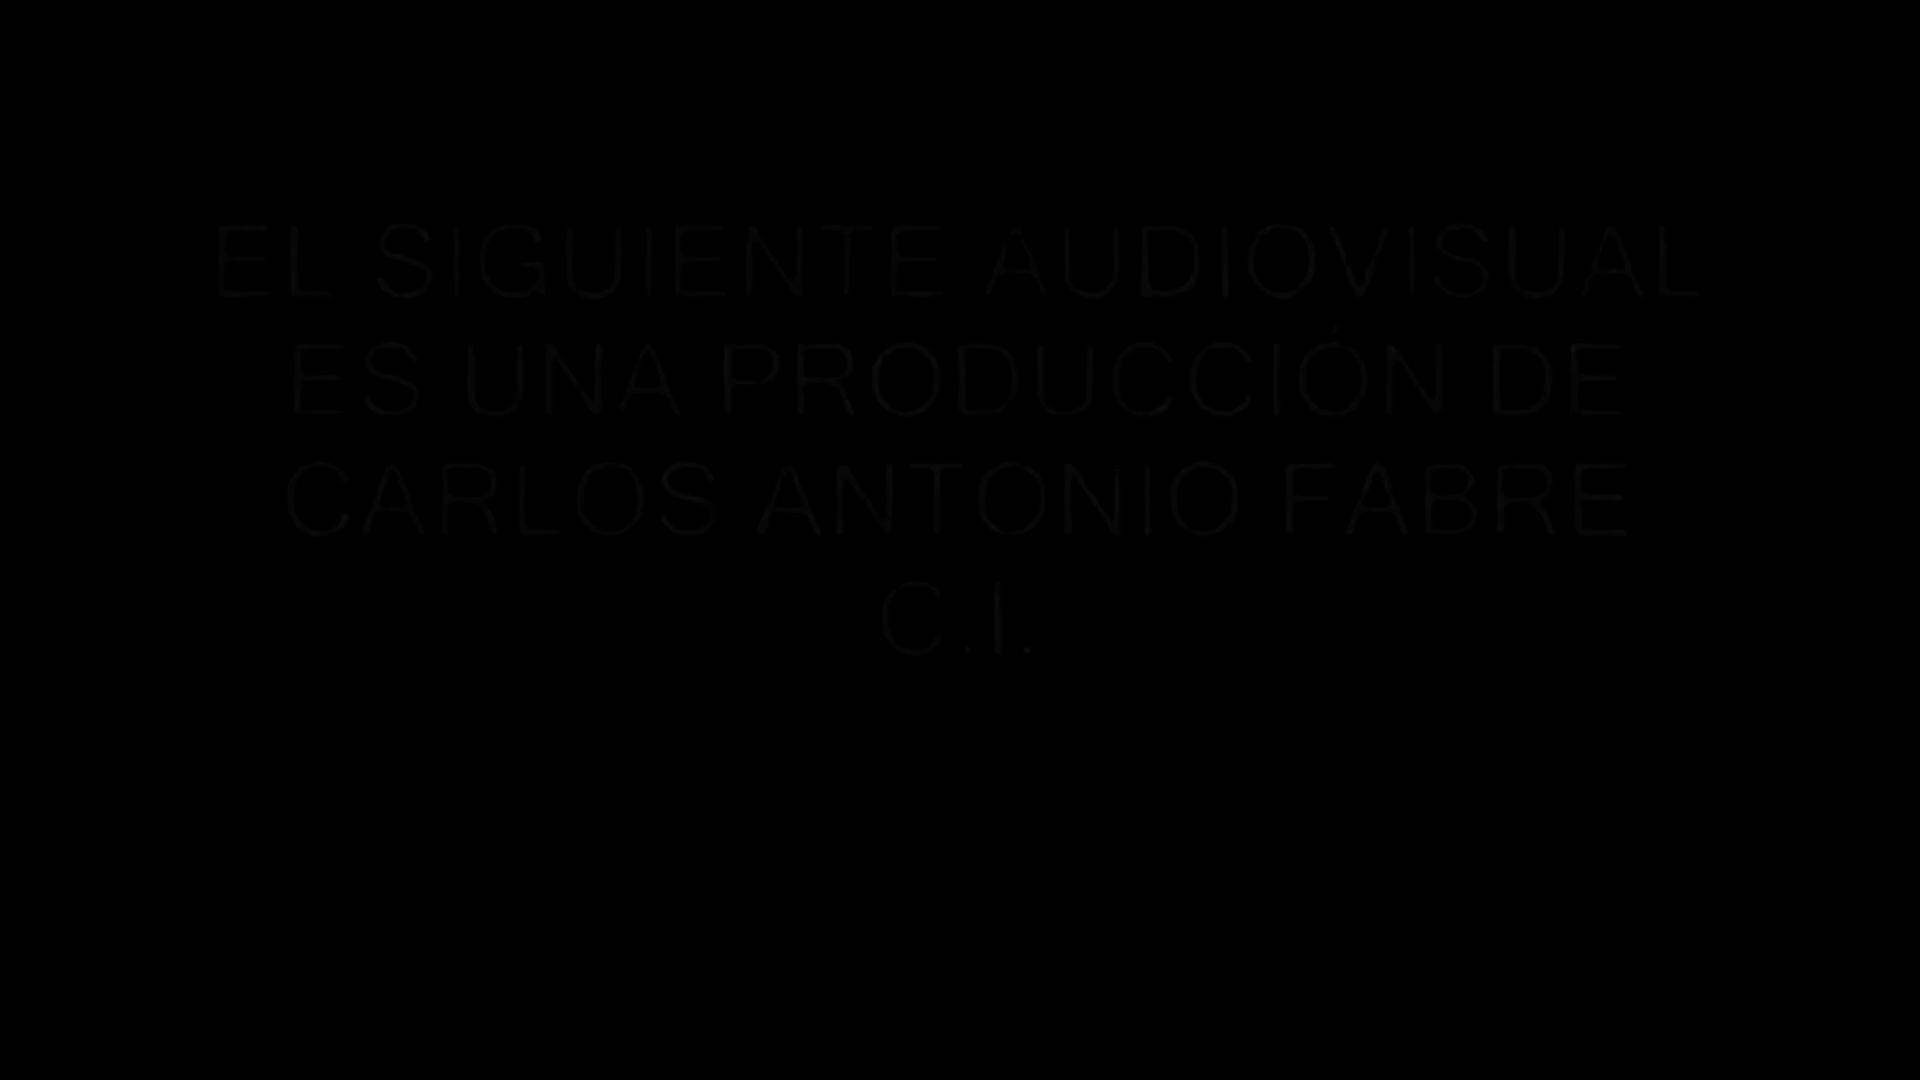 EL SIGUIENTE AUDIOVISUAL
ES UNA PRODUCCIÓN DE
CARLOS ANTONIO FABRE
C.I.